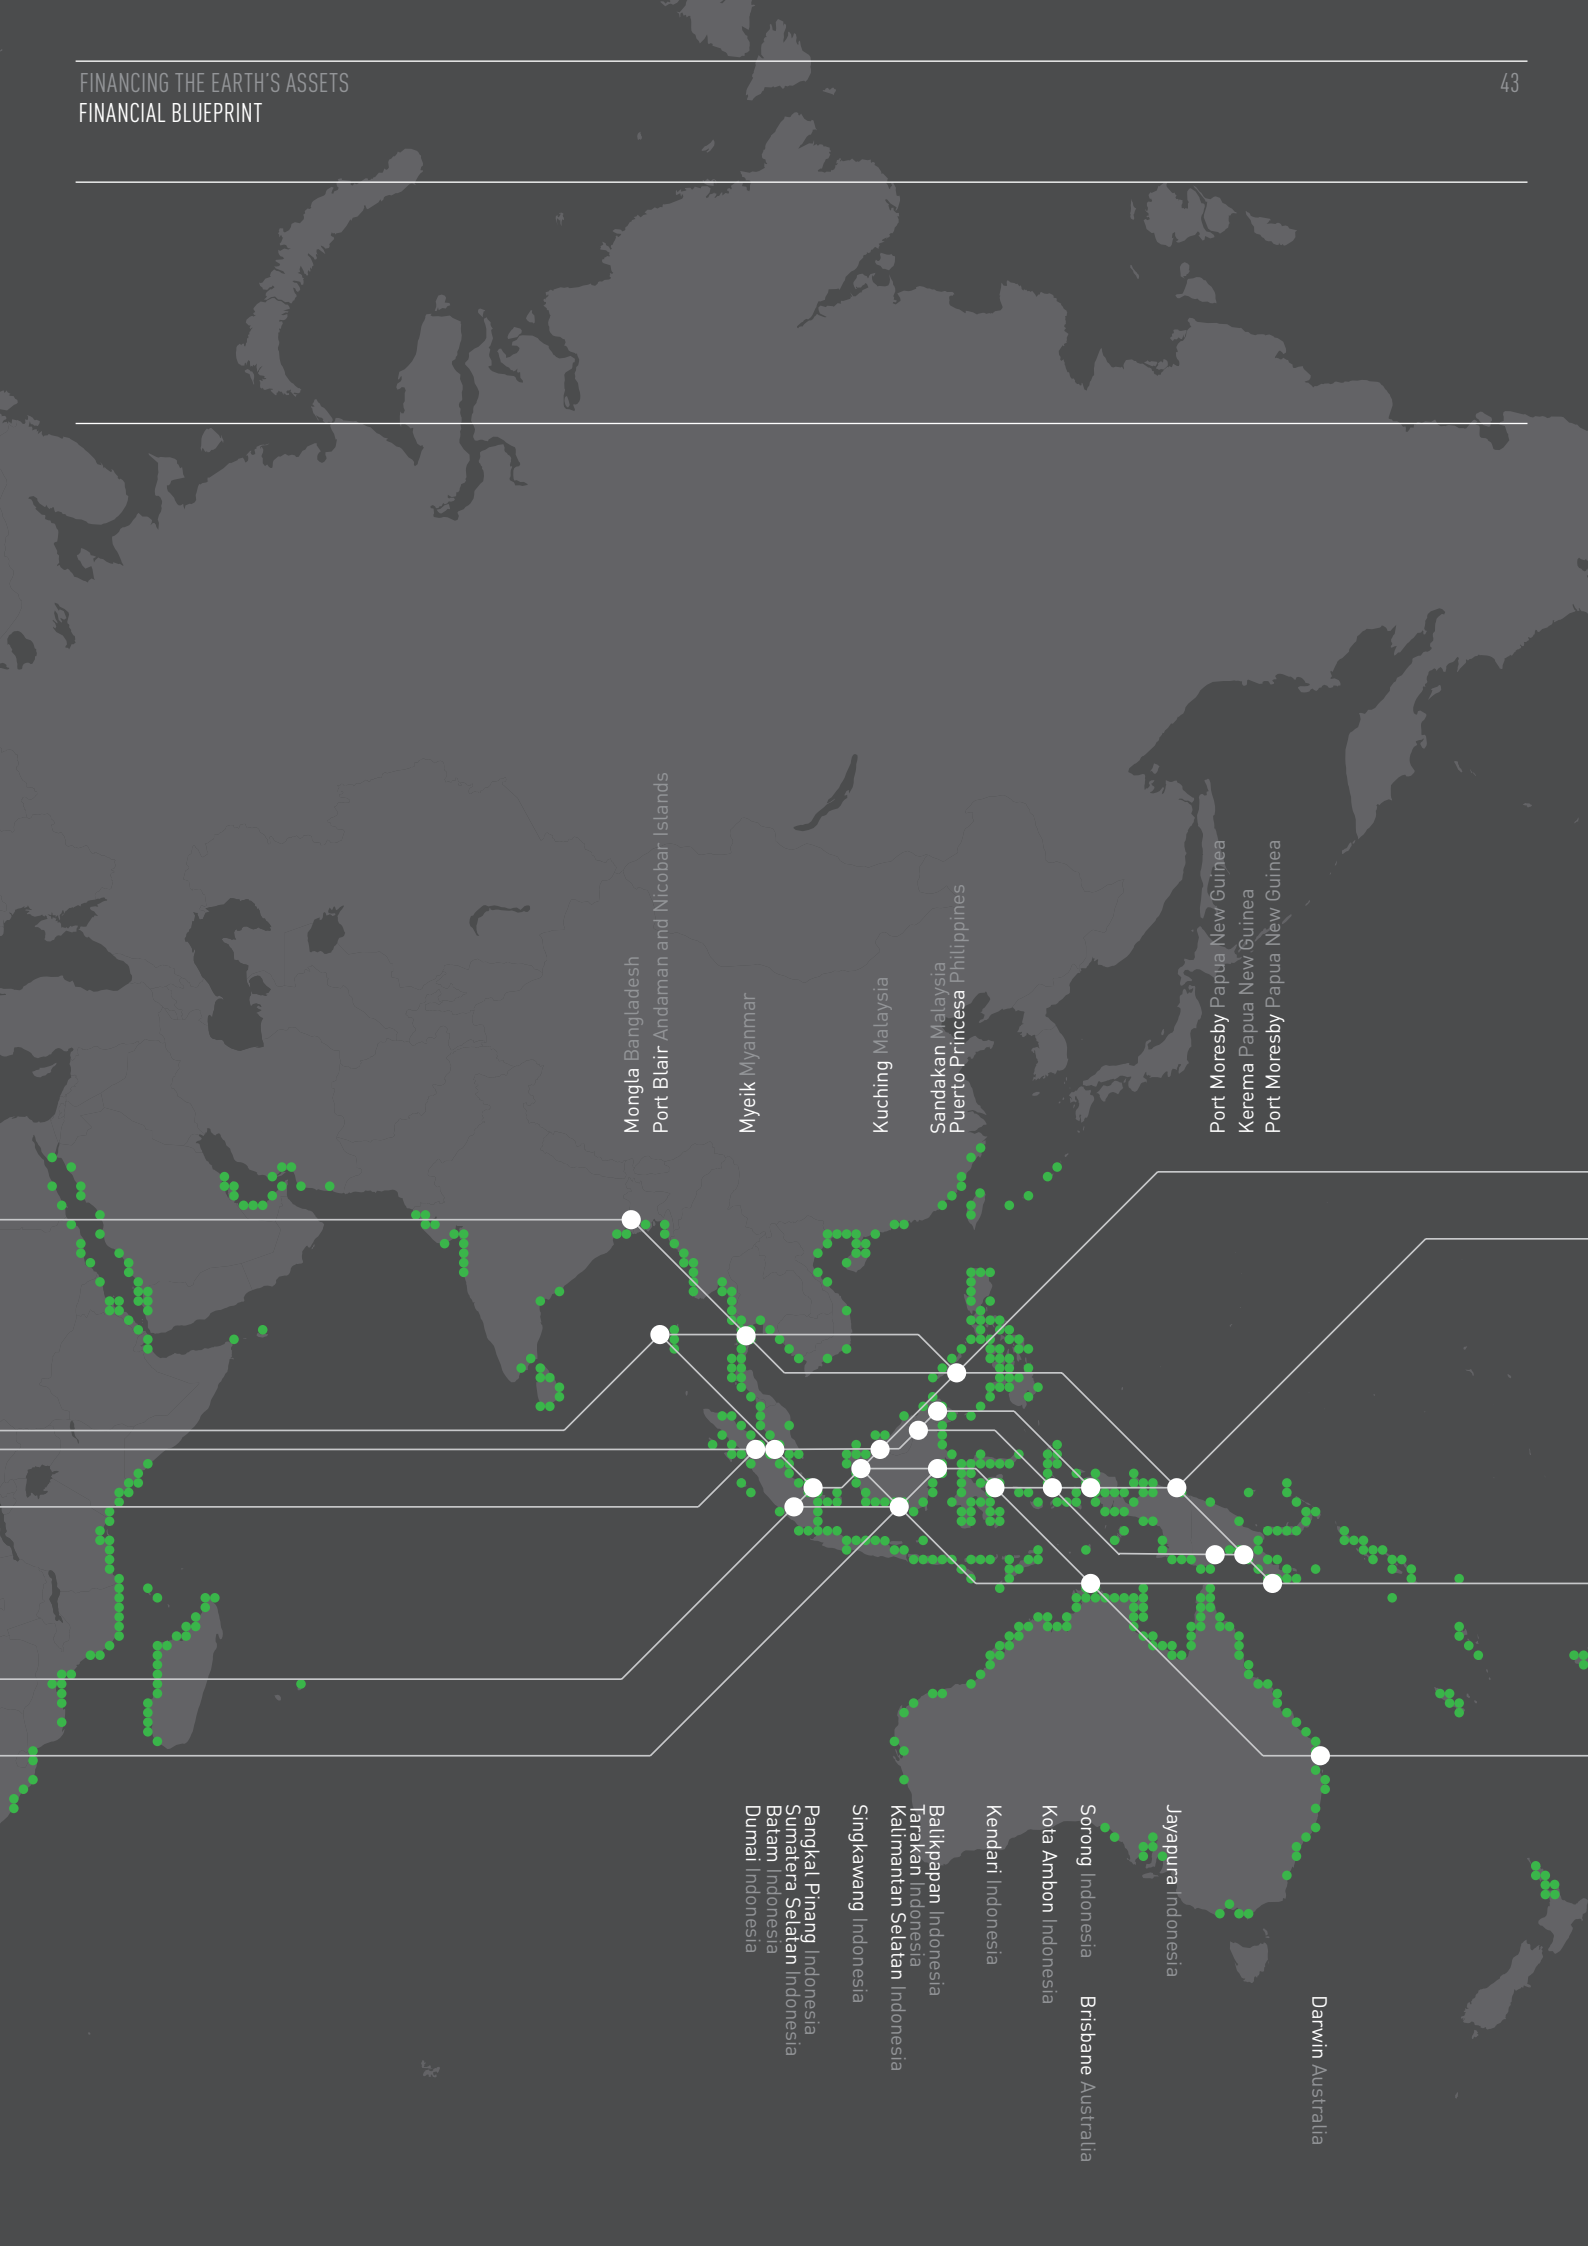 FINANCING THE EARTH'S ASSETS
43
FINANCIAL BLUEPRINT
Mongla Bangladesh
Port Blair Andaman and Nicobar Islands
Myeik Myanmar
Kuching Malaysia
Sandakan Malaysia
Puerto Princesa Philippines
Port Moresby Papua New Guinea
Kerema Papua New Guinea
Port Moresby Papua New Guinea
Dumai Indonesia
Batam Indonesia
Sumatera Selatan Indonesia
Pangkal Pinang Indonesia
Singkawang Indonesia
Kalimantan Selatan Indonesia
Tarakan Indonesia
Balikpapan Indonesia
Kendari Indonesia
Kota Ambon Indonesia
Sorong Indonesia
Brisbane Australia
Jayapura Indonesia
Darwin Australia